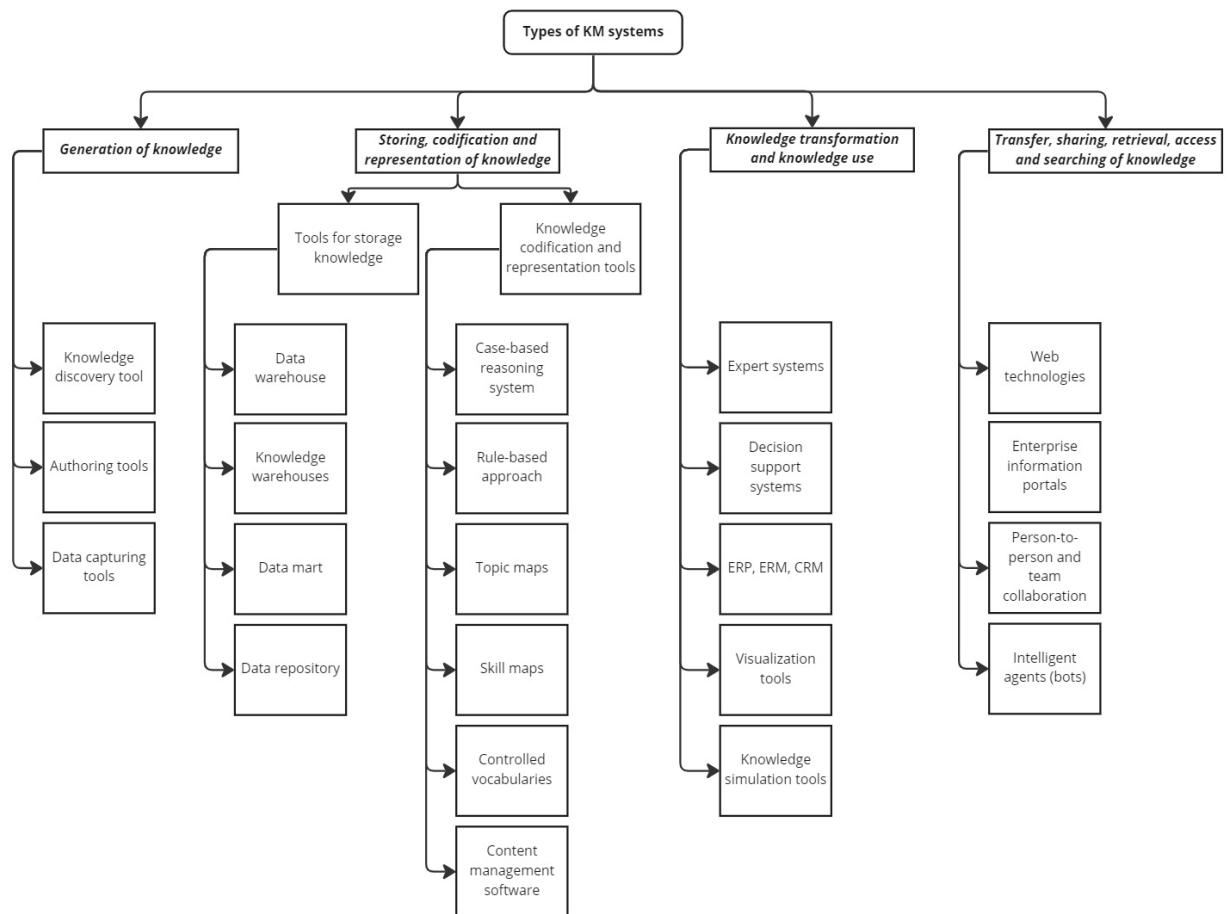 Types of KM systems
Generation of knowledge
Storing, codification and
representation of knowledge
Knowledge transformation
and knowledge use
Transfer, sharing, retrieval, access
and searching of knowledge
Tools for storage
knowledge
Knowledge
codification and
representation tools
Knowledge
discovery tool
Authoring tools
Data capturing
tools
Data
warehouse
Knowledge
warehouses
Data mart
Data repository
Case-based
reasoning
system
Rule-based
approach
Topic maps
Skill maps
Controlled
vocabularies
Content
management
software
Expert systems
Decision
support
systems
ERP, ERM, CRM
Visualization
tools
Knowledge
simulation tools
Web
technologies
Enterprise
information
portals
Person-to-
person and
team
collaboration
Intelligent
agents (bots)